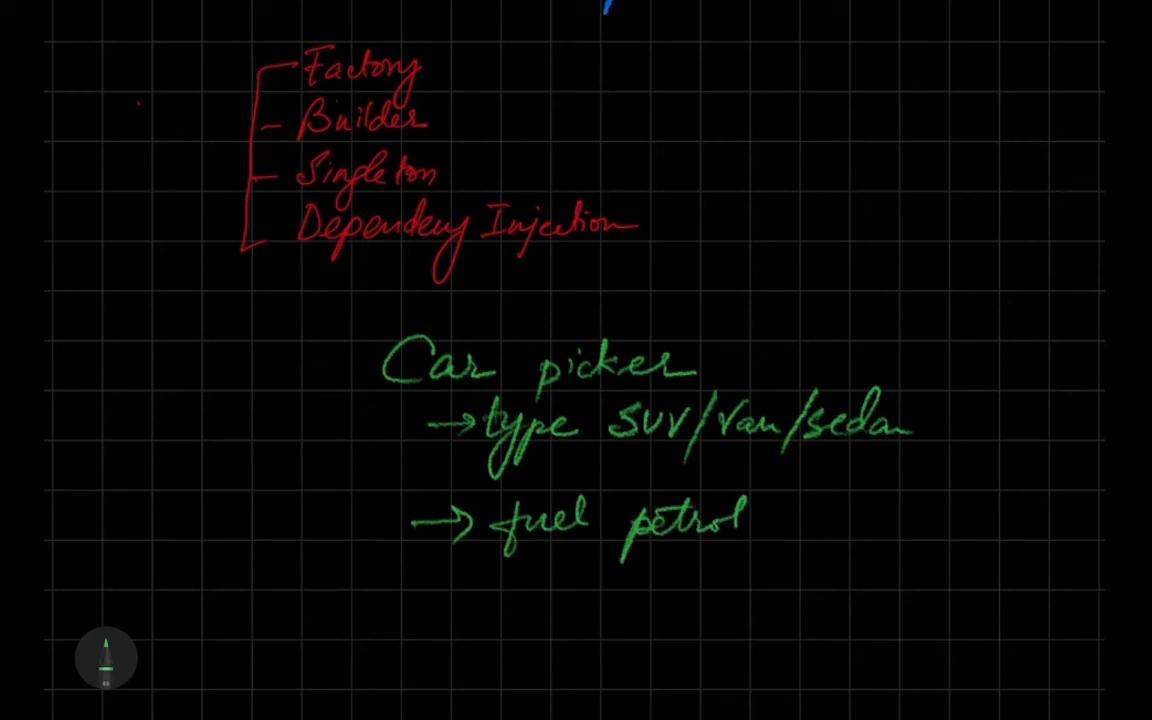 Factory
- Builder
- Singleton
Dependency Injection
Car picker
→ type SUV/Van/sedan
→ fuel petrol